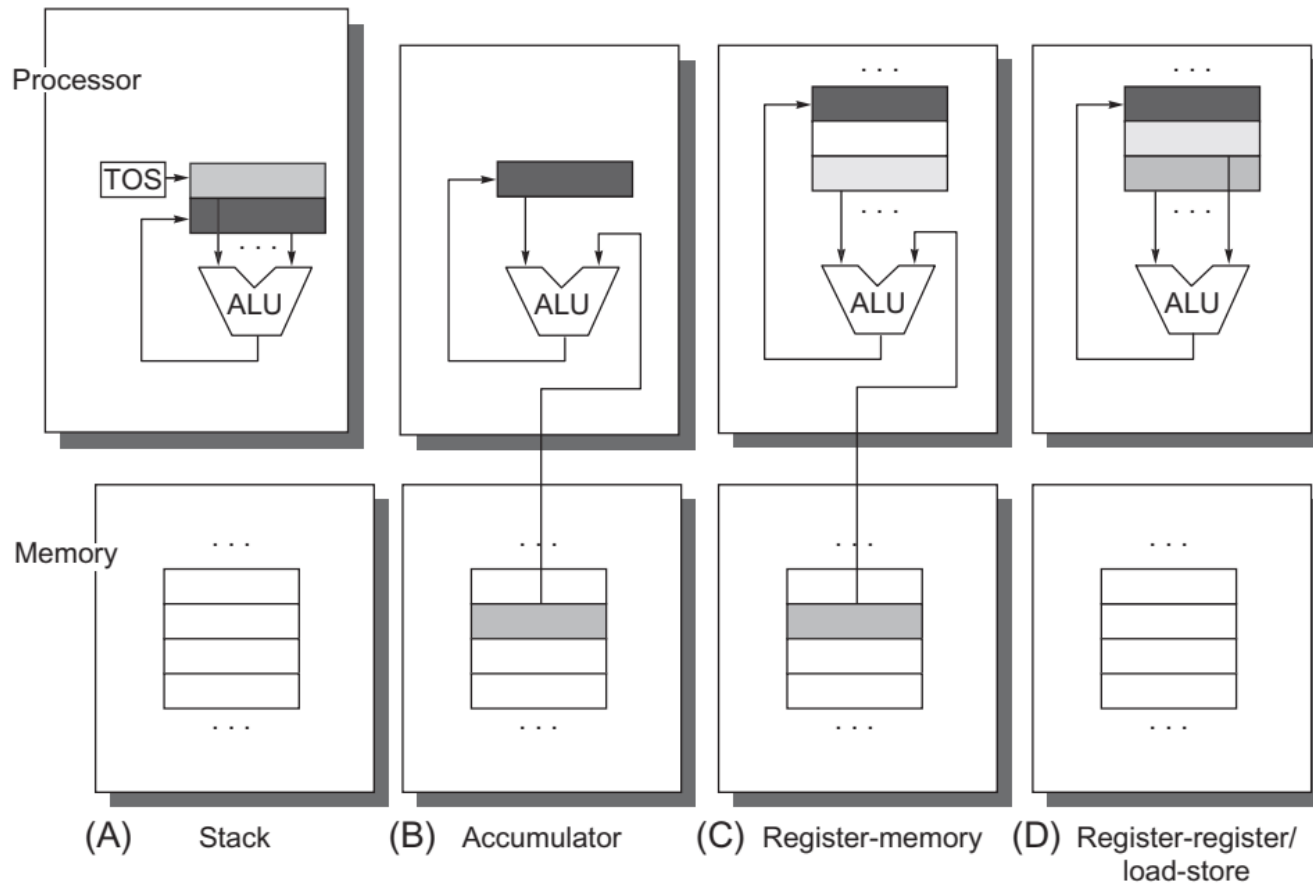 Processor
TOS
. . .
ALU
ALU
. . .
. . .
ALU
. . .
. . .
ALU
Memory
. . .
. . .
. . .
. . .
. . .
. . .
. . .
. . .
(A) Stack
(B) Accumulator
(C) Register-memory
(D) Register-register/
load-store